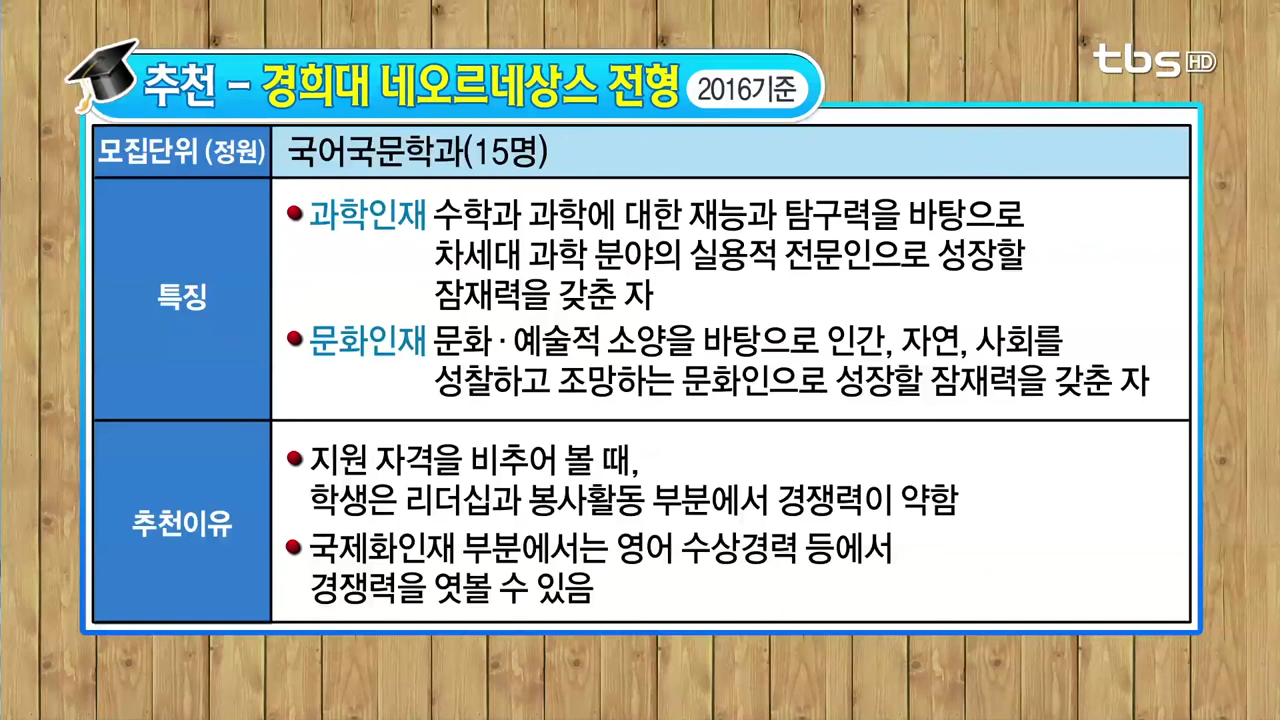 추천 - 경희대 네오르네상스 전형 2016기준
tbs HD
모집단위 (정원) 국어국문학과(15명)
특징
과학인재 수학과 과학에 대한 재능과 탐구력을 바탕으로
차세대 과학 분야의 실용적 전문인으로 성장할
잠재력을 갖춘 자
문화인재 문화·예술적 소양을 바탕으로 인간, 자연, 사회를
성찰하고 조망하는 문화인으로 성장할 잠재력을 갖춘 자
추천이유
지원 자격을 비추어 볼 때,
학생은 리더십과 봉사활동 부분에서 경쟁력이 약함
국제화인재 부분에서는 영어 수상경력 등에서
경쟁력을 엿볼 수 있음